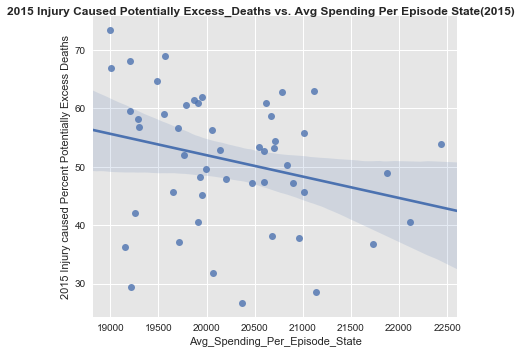 2015 Injury Caused Potentially Excess_Deaths vs. Avg Spending Per Episode State(2015)
2015 Injury caused Percent Potentially Excess Deaths
70
60
50
40
30
19000 19500 20000 20500 21000 21500 22000 22500
Avg_Spending_Per_Episode_State